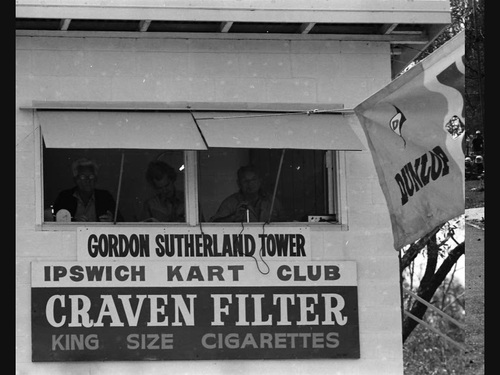 GORDON SUTHERLAND TOWER
IPSWICH KART CLUB
CRAVEN FILTER
KING SIZE CIGARETTES
DUNLOP